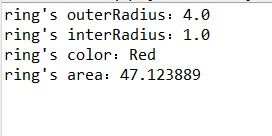 ring's outerRadius：4.0
ring's interRadius：1.0
ring's color：Red
ring's area：47.123889